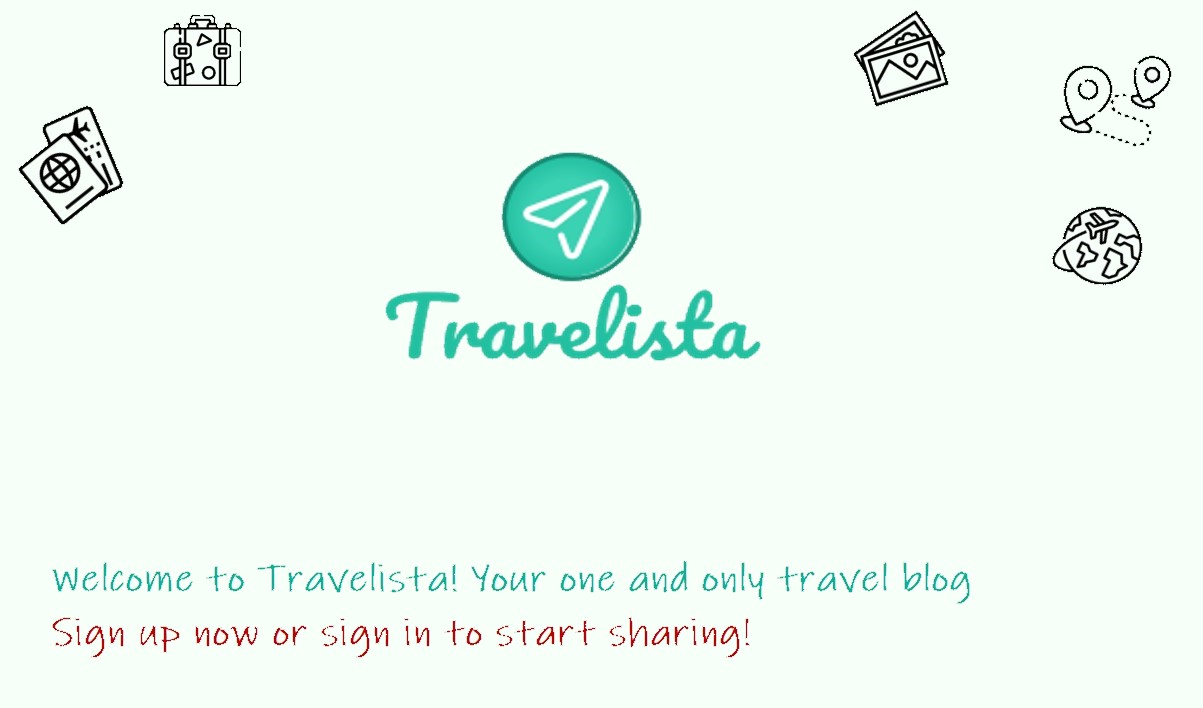 Travelista
Welcome to Travelista! Your one and only travel blog
Sign up now or sign in to start sharing!